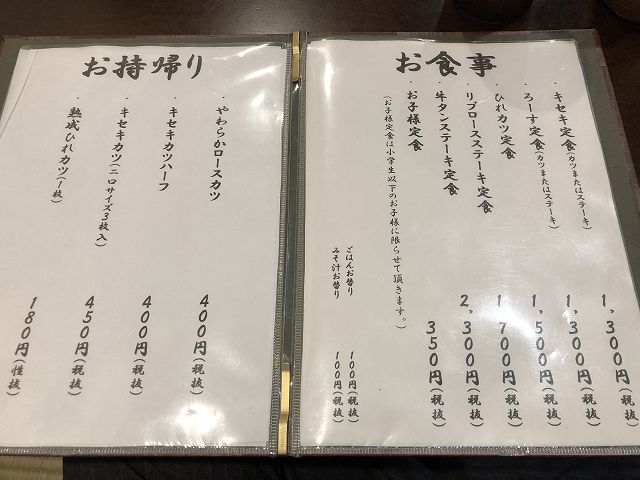 お食事
・キセキ定食(カツまたはステーキ) 1,300円(税抜)
・ろーす定食(カツまたはステーキ) 1,300円(税抜)
・ひれカツ定食 1,500円(税抜)
・リブロースステーキ定食 1,700円(税抜)
・牛タンステーキ定食 2,300円(税抜)
・お子様定食 350円(税抜)
(お子様定食は小学生以下のお子様に限らせて頂きます。)
ごはんお替り 100円(税抜)
みそ汁お替り 100円(税抜)
お持帰り
・やわらかロースカツ 400円(税抜)
・キセキカツハーフ 400円(税抜)
・キセキカツ(二口サイズ3枚入) 450円(税抜)
・熟成ひれカツ(1枚) 180円(性抜)